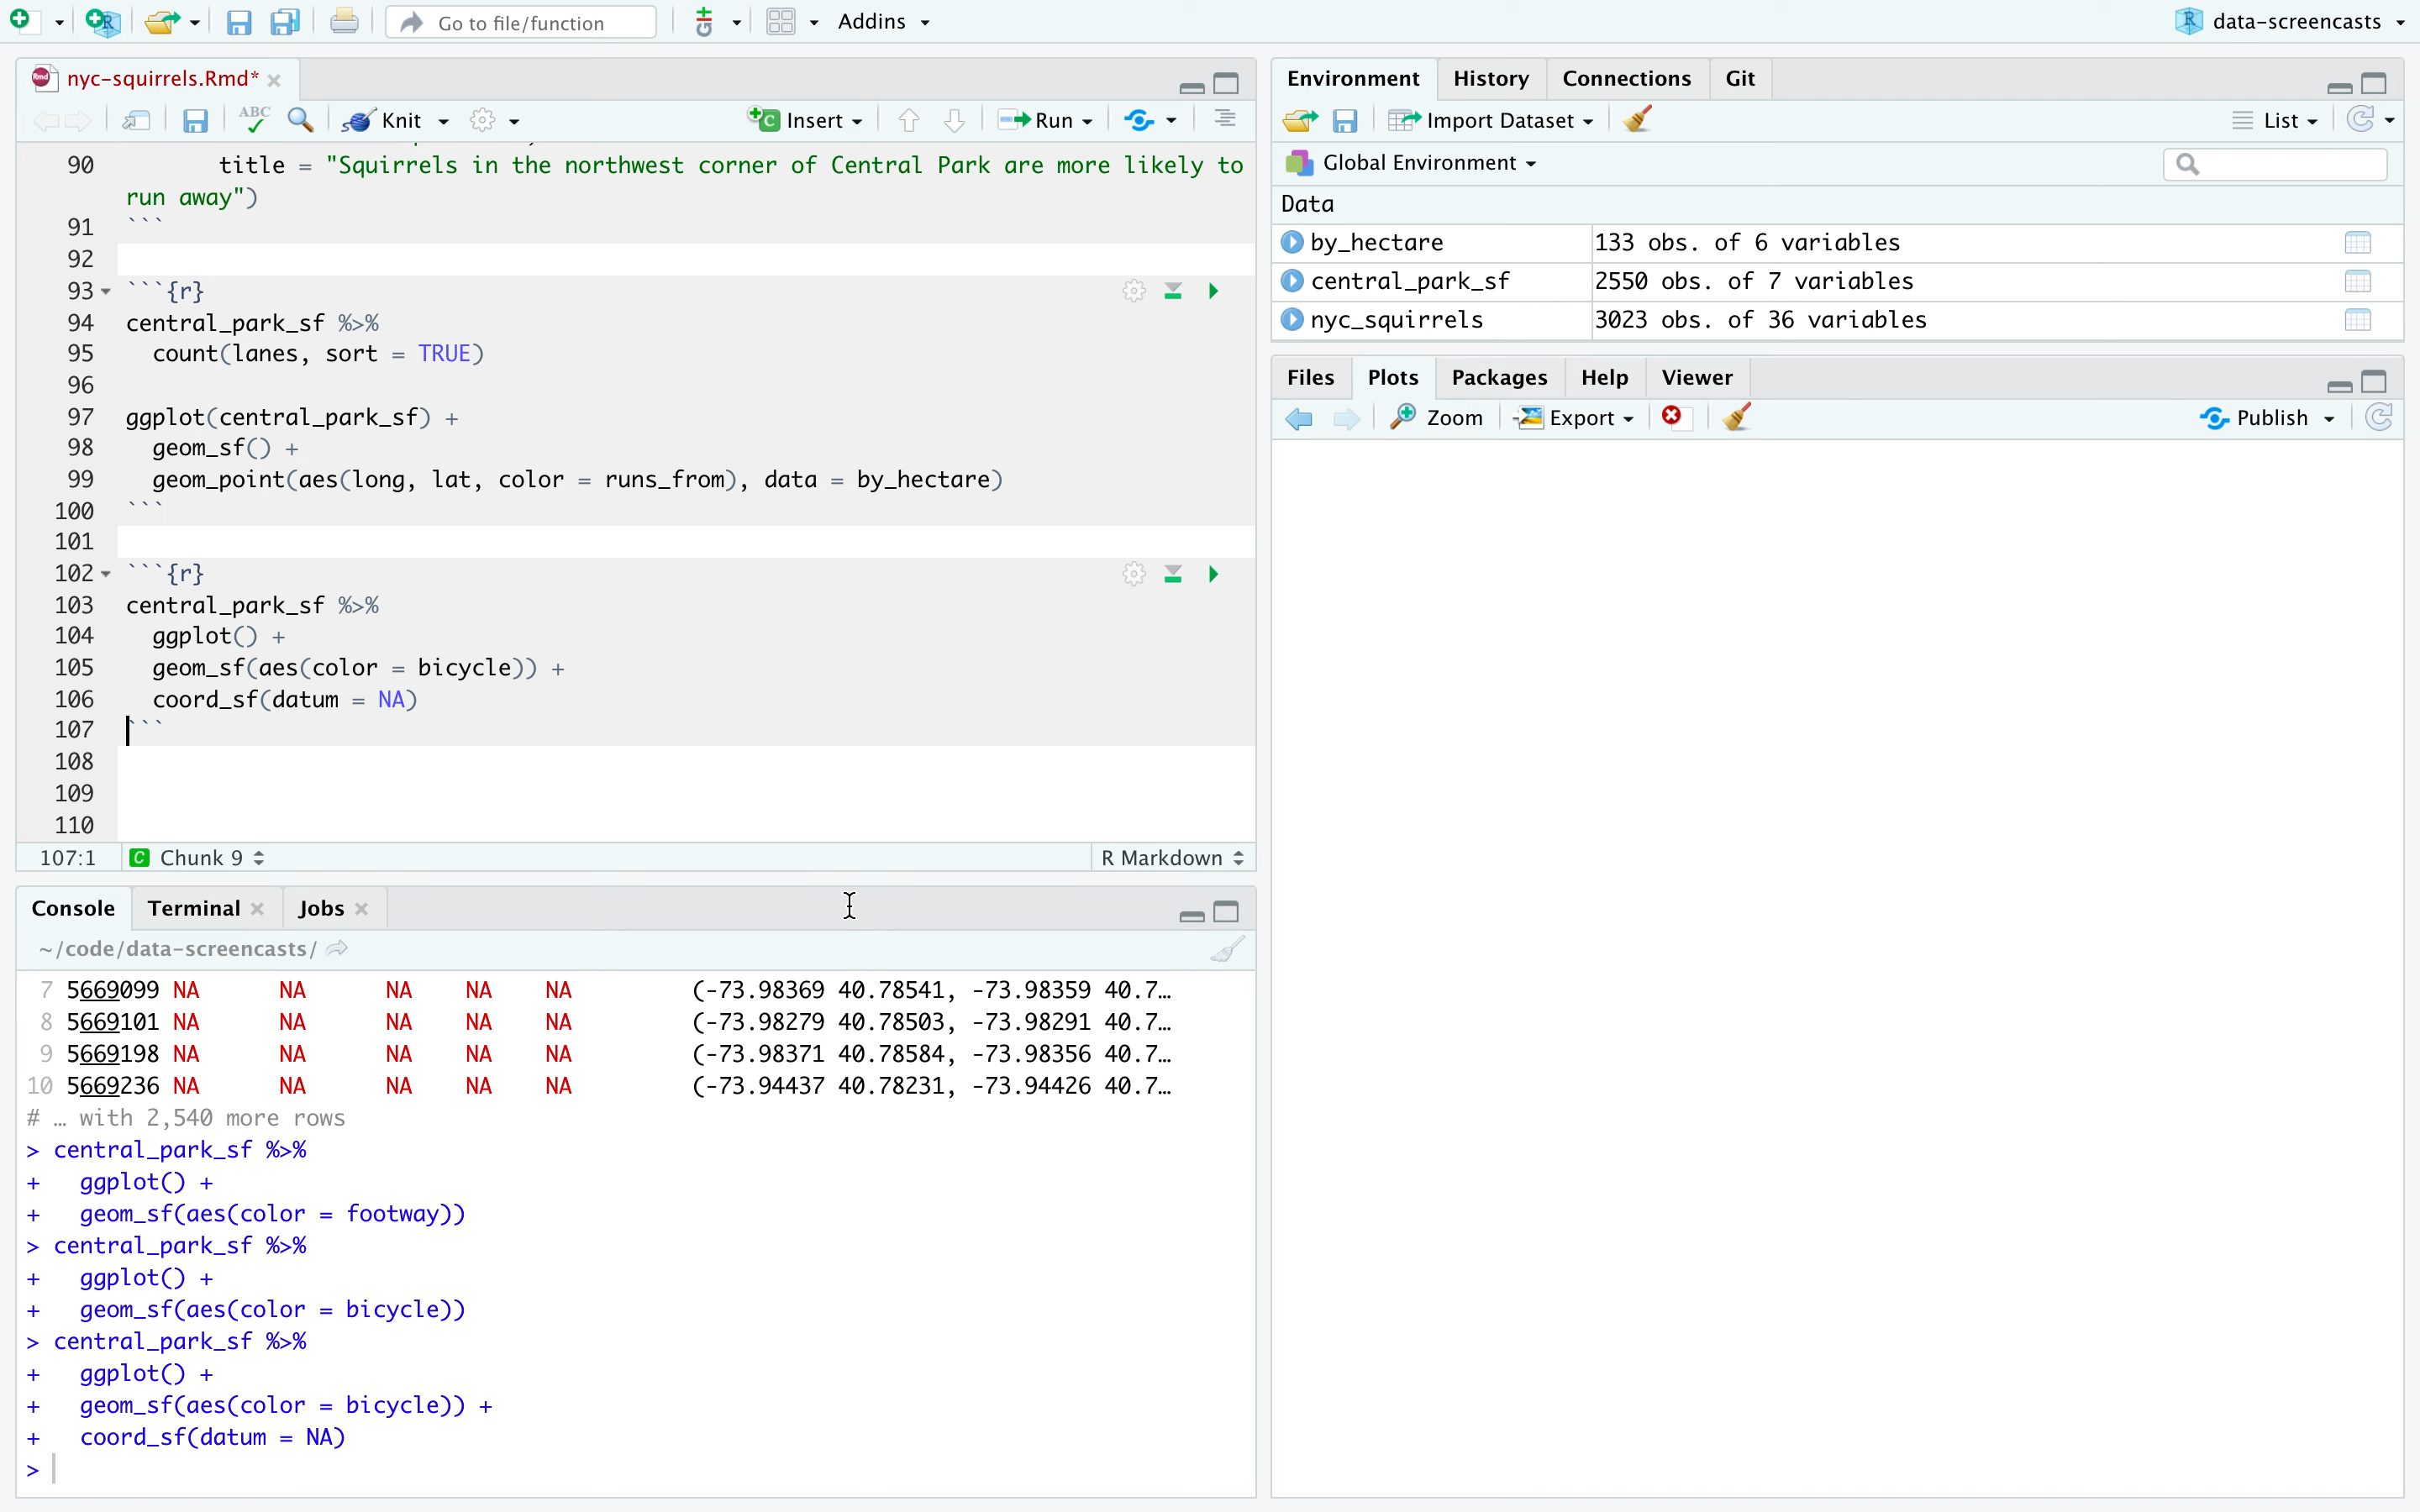 Go to file/function
Addins
data-screencasts
nyc-squirrels.Rmd*
ABC
Knit
Insert
Run
90 title = "Squirrels in the northwest corner of Central Park are more likely to
run away")
91 ```
92
93 ```{r}
94 central_park_sf %>%
95 count(lanes, sort = TRUE)
96
97 ggplot(central_park_sf) +
98 geom_sf() +
99 geom_point(aes(long, lat, color = runs_from), data = by_hectare)
100 ```
101
102 ```{r}
103 central_park_sf %>%
104 ggplot() +
105 geom_sf(aes(color = bicycle)) +
106 coord_sf(datum = NA)
107 ```
108
109
110
107:1 C Chunk 9 R Markdown
Console Terminal Jobs
~/code/data-screencasts/
7 5669099 NA NA NA NA NA (-73.98369 40.78541, -73.98359 40.7…
8 5669101 NA NA NA NA NA (-73.98279 40.78503, -73.98291 40.7…
9 5669198 NA NA NA NA NA (-73.98371 40.78584, -73.98356 40.7…
10 5669236 NA NA NA NA NA (-73.94437 40.78231, -73.94426 40.7…
# … with 2,540 more rows
> central_park_sf %>%
+ ggplot() +
+ geom_sf(aes(color = footway))
> central_park_sf %>%
+ ggplot() +
+ geom_sf(aes(color = bicycle))
> central_park_sf %>%
+ ggplot() +
+ geom_sf(aes(color = bicycle)) +
+ coord_sf(datum = NA)
>
Environment History Connections Git
Import Dataset
List
Global Environment
Data
by_hectare 133 obs. of 6 variables
central_park_sf 2550 obs. of 7 variables
nyc_squirrels 3023 obs. of 36 variables
Files Plots Packages Help Viewer
Zoom Export Publish